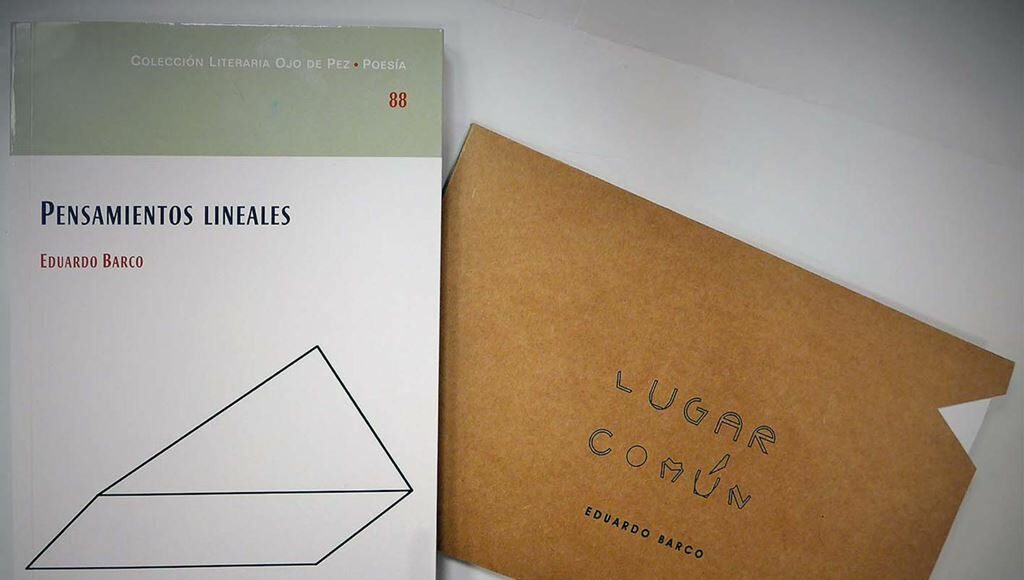 COLECCIÓN LITERARIA OJO DE PEZ • POESÍA
88
PENSAMIENTOS LINEALES
EDUARDO BARCO
LUGAR
COMÚN
EDUARDO BARCO